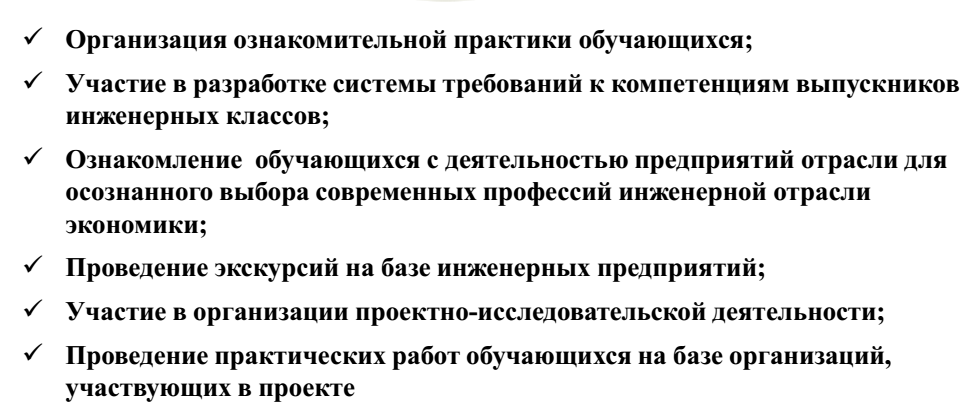 ✓ Организация ознакомительной практики обучающихся;
✓ Участие в разработке системы требований к компетенциям выпускников
инженерных классов;
✓ Ознакомление  обучающихся с деятельностью предприятий отрасли для
осознанного выбора современных профессий инженерной отрасли
экономики;
✓ Проведение экскурсий на базе инженерных предприятий;
✓ Участие в организации проектно-исследовательской деятельности;
✓ Проведение практических работ обучающихся на базе организаций,
участвующих в проекте